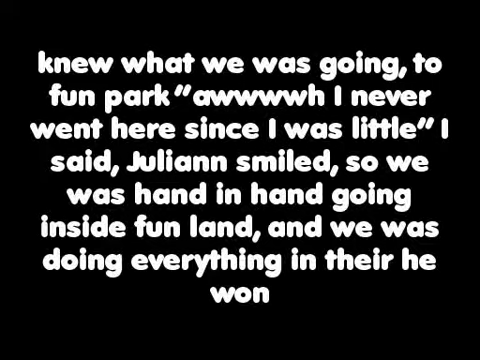 knew what we was going, to
fun park "awwwwh I never
went here since I was little" I
said, Juliann smiled, so we
was hand in hand going
inside fun land, and we was
doing everything in their he
won